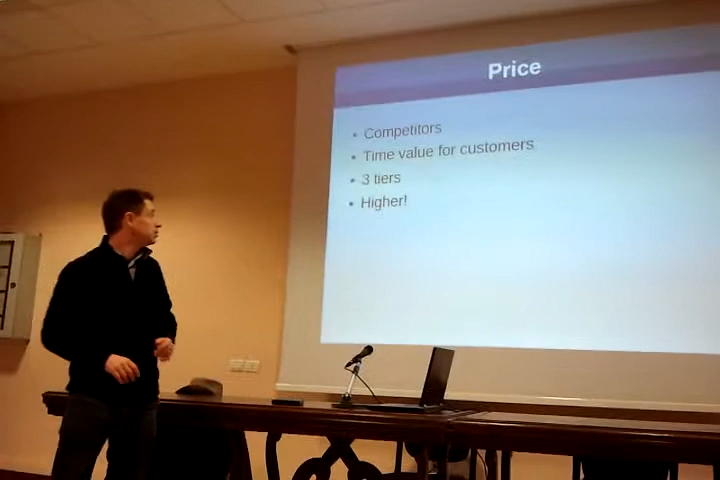 Price
Competitors
Time value for customers
3 tiers
Higher!